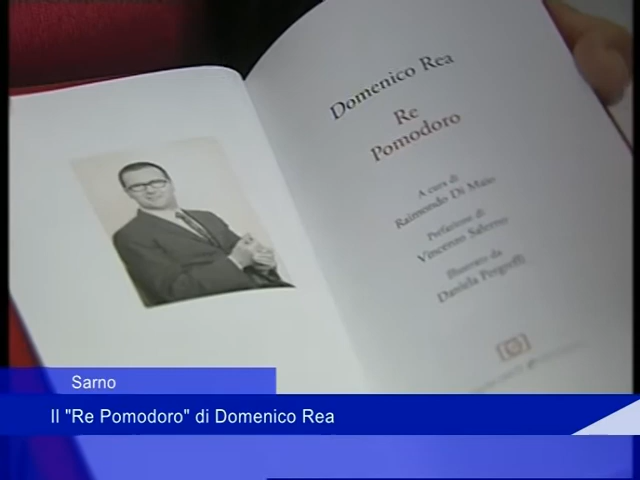 Domenico Rea
Re
Pomodoro
A cura di
Raimondo Di Maio
Prefazione di
Vincenzo Salerno
Illustrato da
Daniela Pergreffi
Sarno
Il "Re Pomodoro" di Domenico Rea